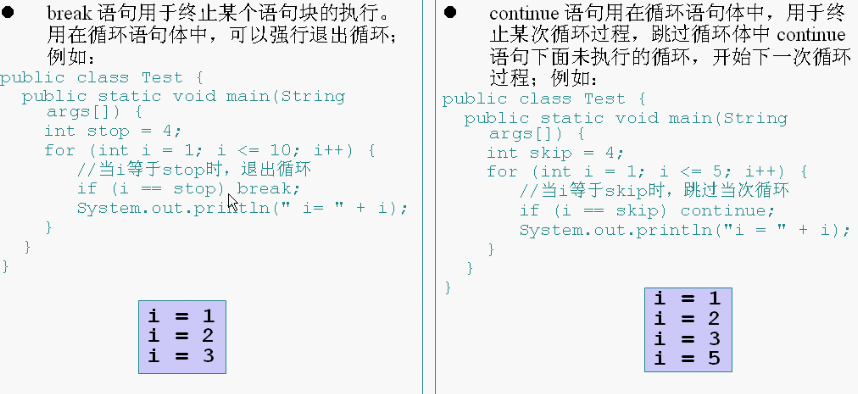 ● break 语句用于终止某个语句块的执行。
用在循环语句体中，可以强行退出循环；
例如：
public class Test {
public static void main(String
args[]) {
int stop = 4;
for (int i = 1; i <= 10; i++) {
//当i等于stop时，退出循环
if (i == stop) break;
System.out.println(" i= " + i);
}
}
}
i = 1
i = 2
i = 3
● continue 语句用在循环语句体中，用于终
止某次循环过程，跳过循环体中 continue
语句下面未执行的循环，开始下一次循环
过程；例如：
public class Test {
public static void main(String
args[]) {
int skip = 4;
for (int i = 1; i <= 5; i++) {
//当i等于skip时，跳过当次循环
if (i == skip) continue;
System.out.println("i = " + i);
}
}
}
i = 1
i = 2
i = 3
i = 5